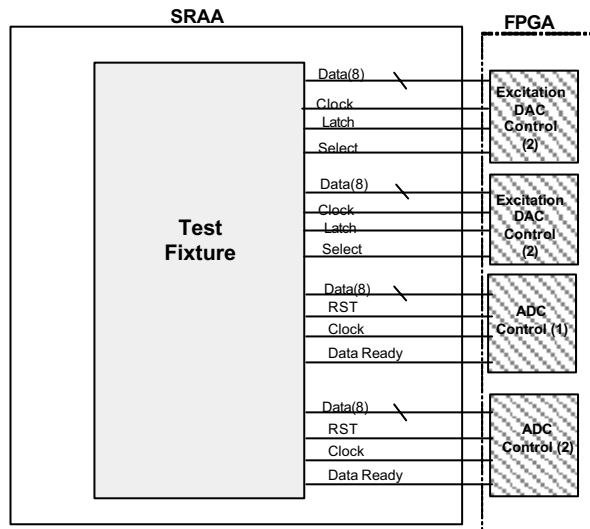 SRAA
FPGA
Data(8)
Clock
Latch
Select
Excitation
DAC
Control
(2)
Data(8)
Clock
Latch
Select
Excitation
DAC
Control
(2)
Test
Fixture
Data(8)
RST
Clock
Data Ready
ADC
Control (1)
Data(8)
RST
Clock
Data Ready
ADC
Control (2)